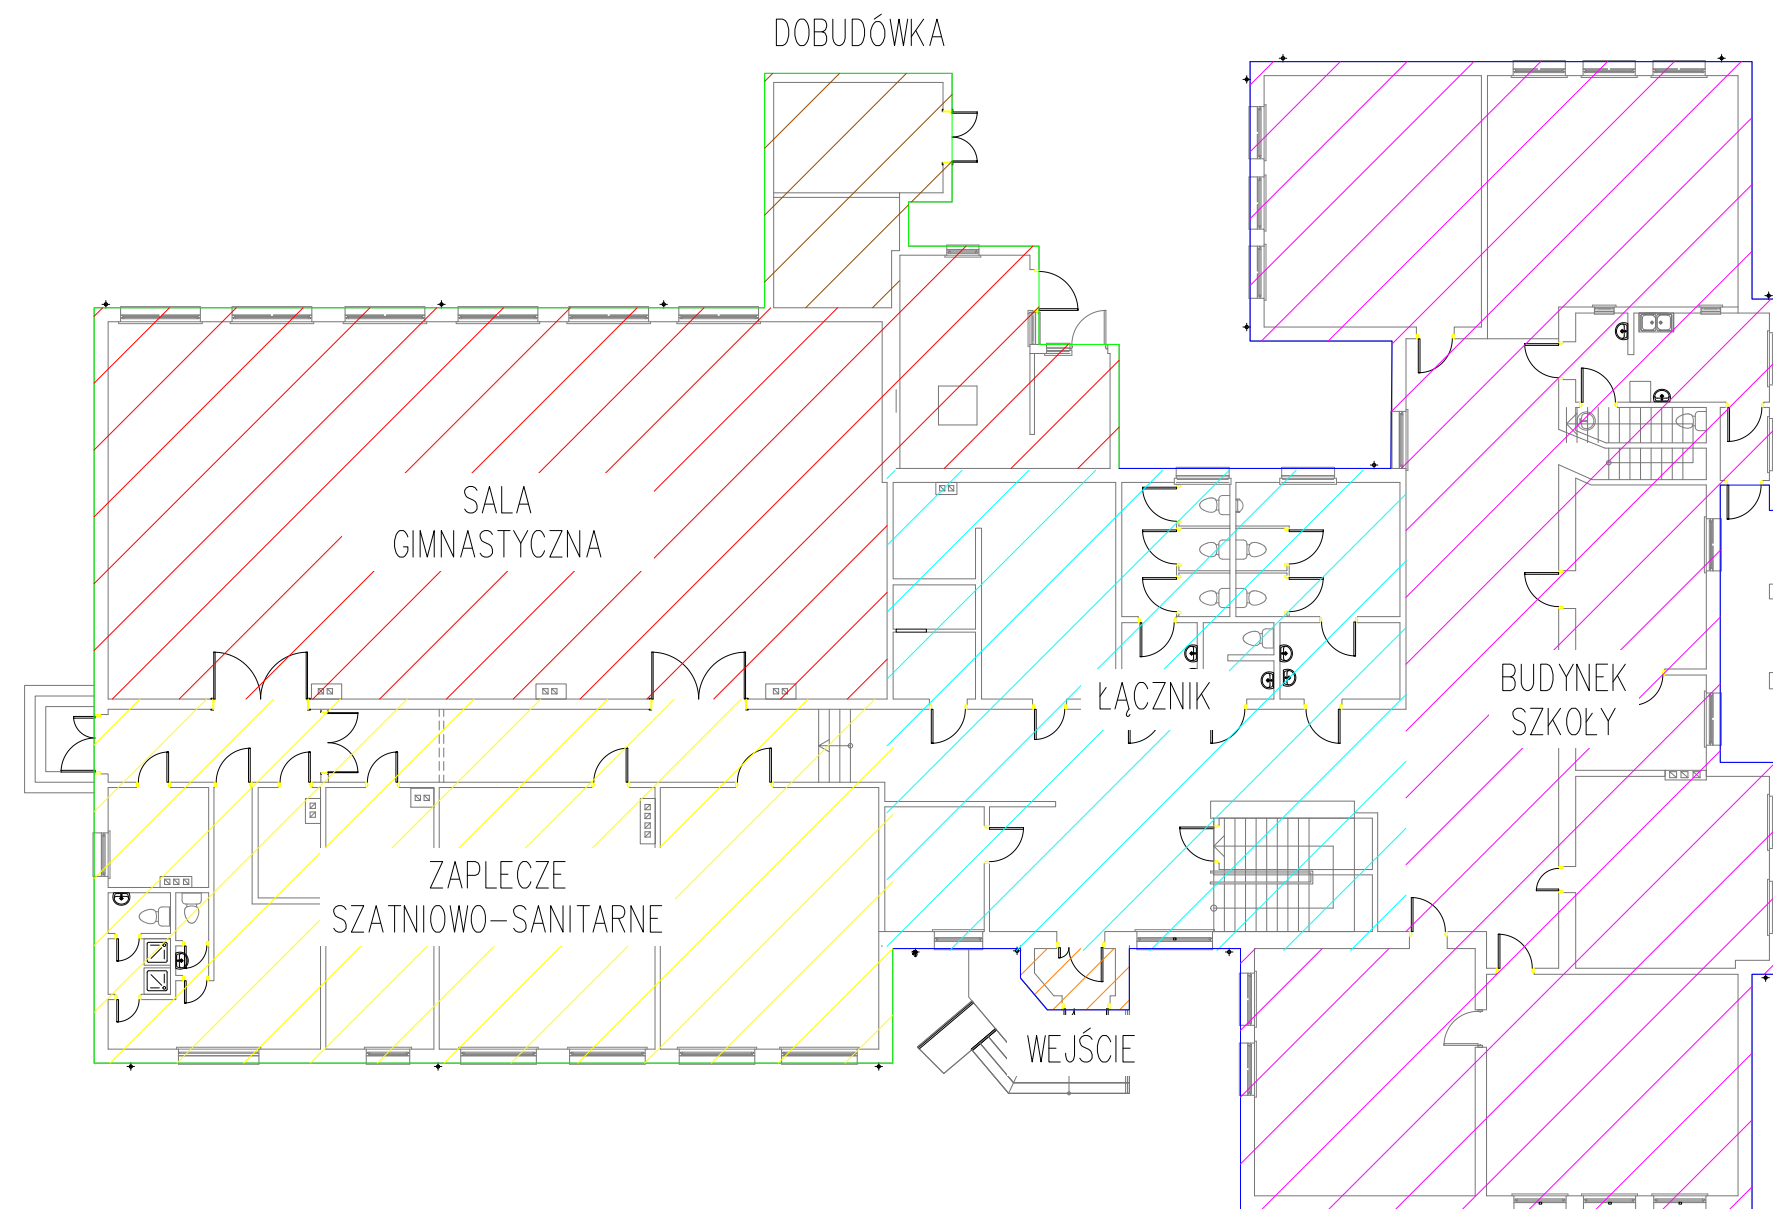 DOBUDÓWKA
SALA
GIMNASTYCZNA
ŁĄCZNIK
BUDYNEK
SZKOŁY
ZAPLECZE
SZATNIOWO-SANITARNE
WEJŚCIE